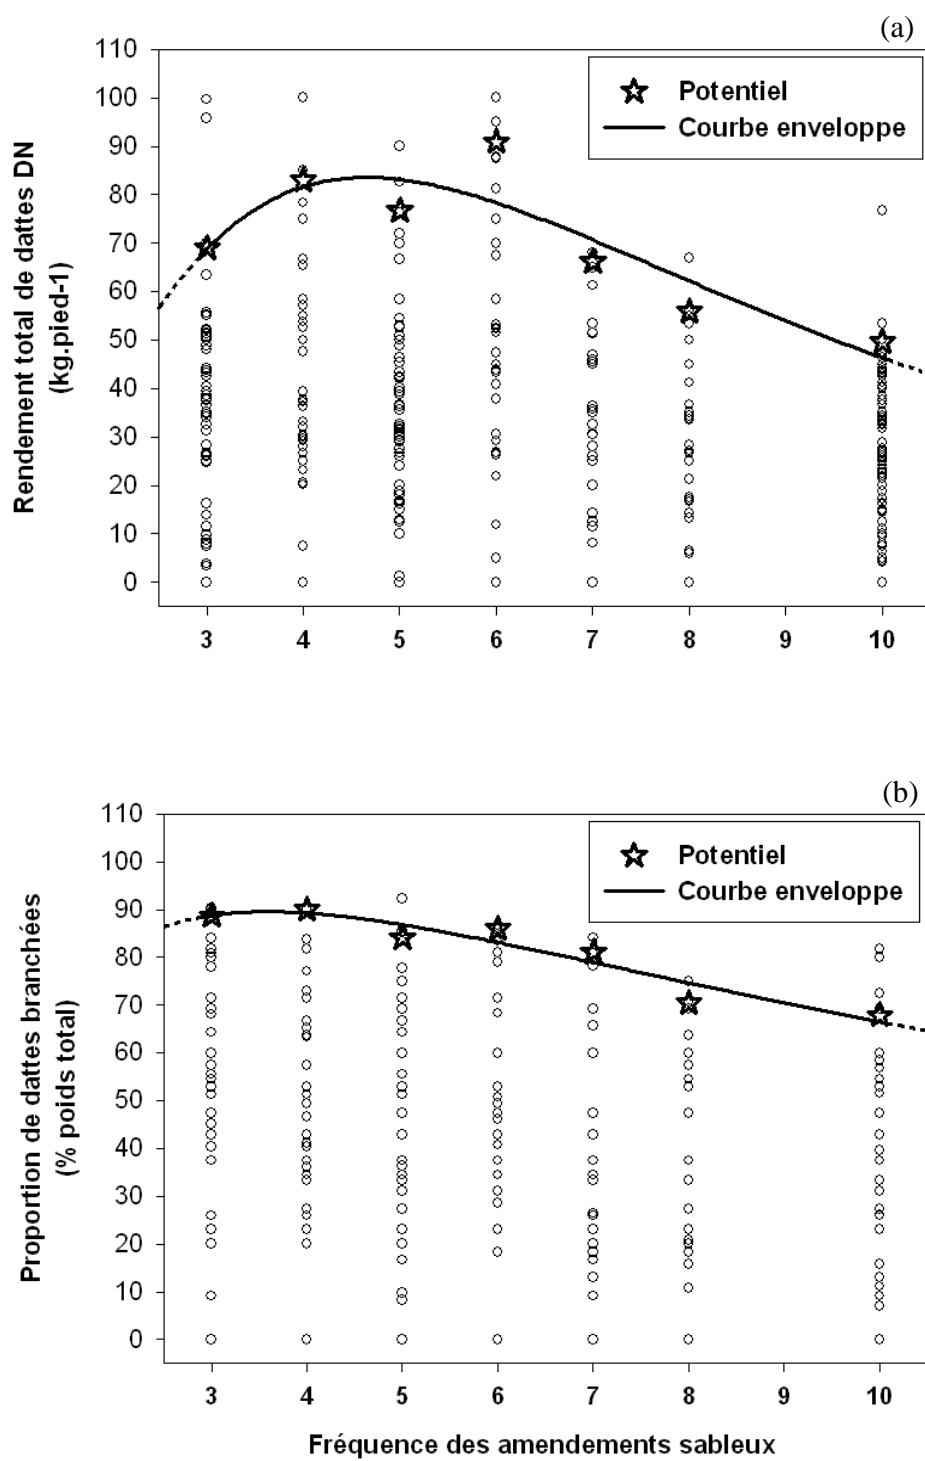 (a)
110
100
90
80
70
60
50
40
30
20
10
0
Rendement total de dattes DN
(kg.pied-1)
Potentiel
Courbe enveloppe
3 4 5 6 7 8 9 10
(b)
110
100
90
80
70
60
50
40
30
20
10
0
Proportion de dattes branchées
(% poids total)
Potentiel
Courbe enveloppe
3 4 5 6 7 8 9 10
Fréquence des amendements sableux